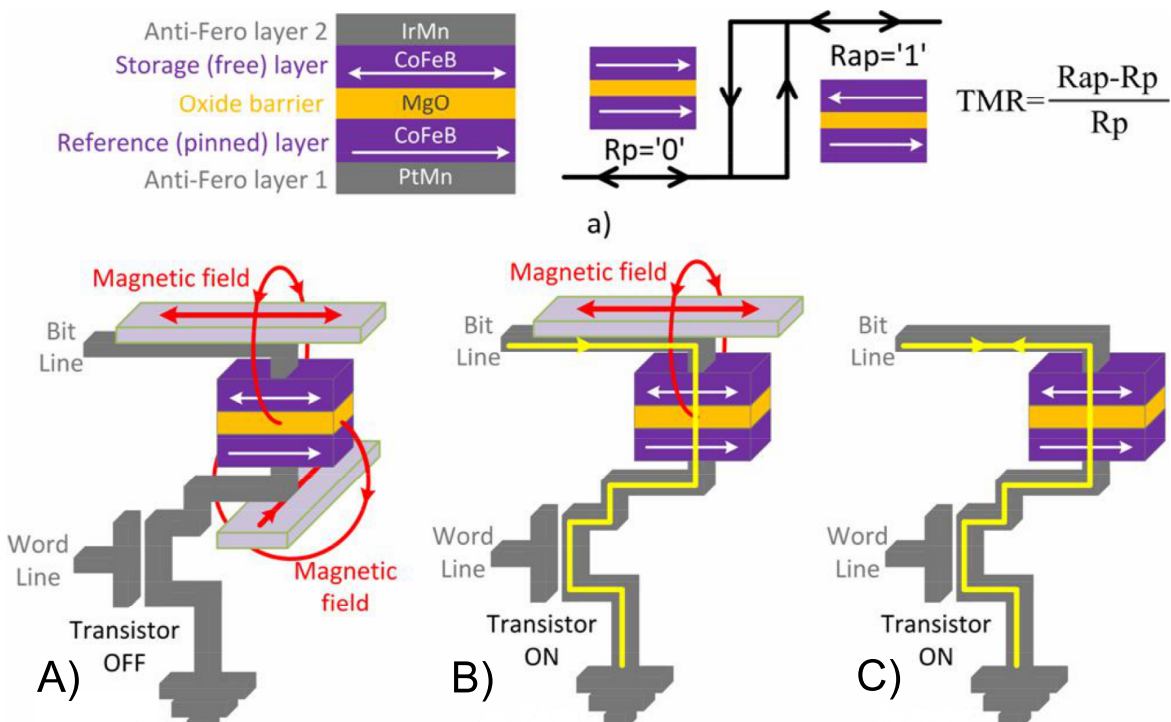 Anti-Fero layer 2
IrMn
Storage (free) layer
CoFeB
Oxide barrier
MgO
Reference (pinned) layer
CoFeB
Anti-Fero layer 1
PtMn
Rp='0'
Rap='1'
TMR=
Rap-Rp
Rp
a)
Magnetic field
Bit
Line
Magnetic
field
Word
Line
Transistor
OFF
A)
Magnetic field
Bit
Line
Word
Line
Transistor
ON
B)
Bit
Line
Word
Line
Transistor
ON
C)